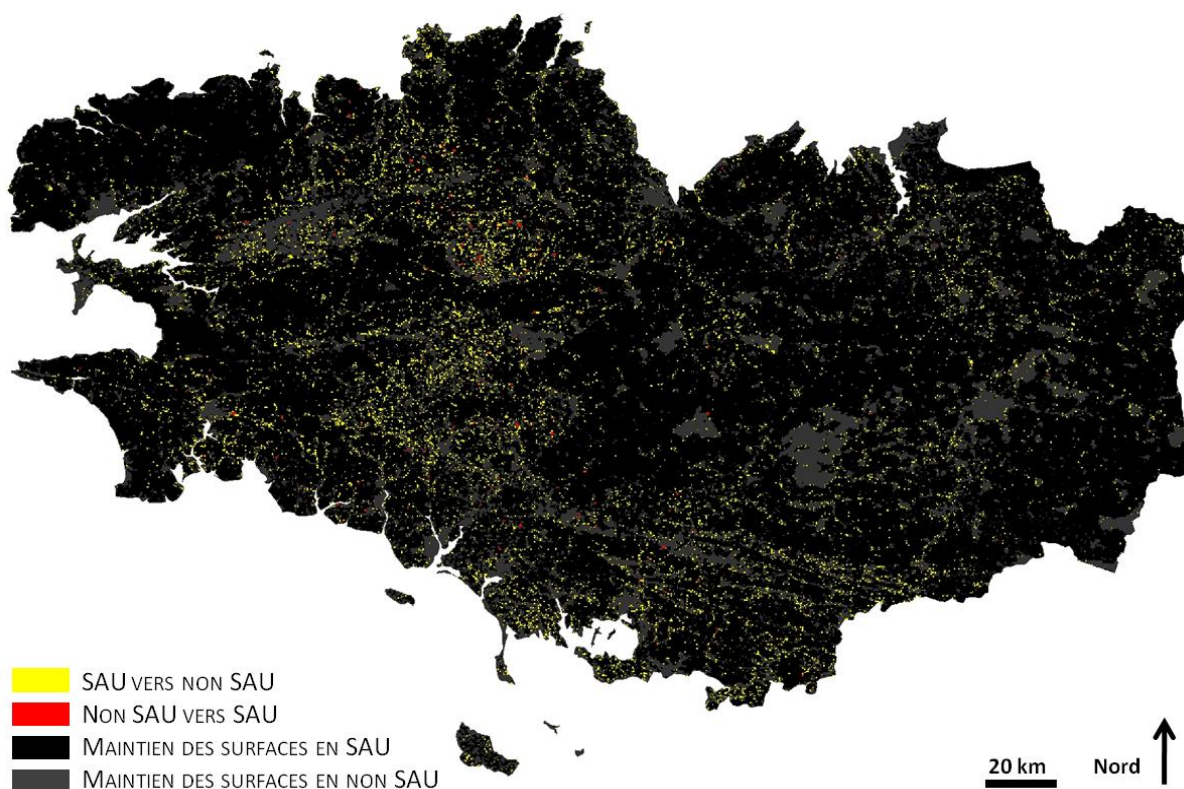 SAU VERS NON SAU
NON SAU VERS SAU
MAINTIEN DES SURFACES EN SAU
MAINTIEN DES SURFACES EN NON SAU
20 km
Nord